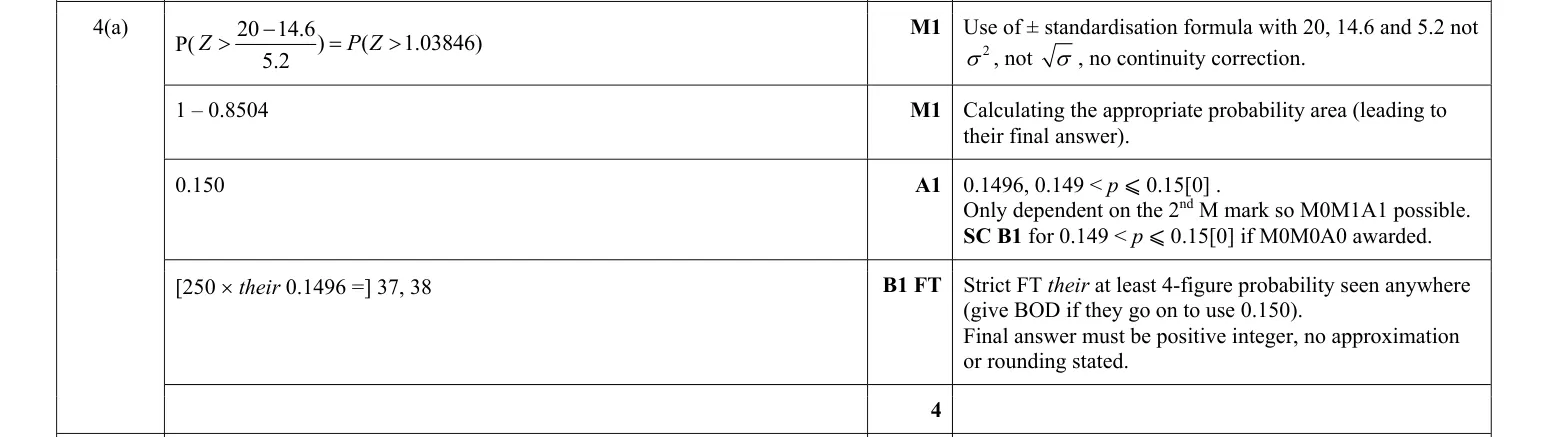 4(a)
P( Z > (20 − 14.6)/5.2 ) = P(Z > 1.03846)
M1
Use of ± standardisation formula with 20, 14.6 and 5.2 not
σ², not √σ , no continuity correction.
1 – 0.8504
M1
Calculating the appropriate probability area (leading to
their final answer).
0.150
A1
0.1496, 0.149 < p ⩽ 0.15[0] .
Only dependent on the 2nd M mark so M0M1A1 possible.
SC B1 for 0.149 < p ⩽ 0.15[0] if M0M0A0 awarded.
[250 × their 0.1496 =] 37, 38
B1 FT
Strict FT their at least 4-figure probability seen anywhere
(give BOD if they go on to use 0.150).
Final answer must be positive integer, no approximation
or rounding stated.
4